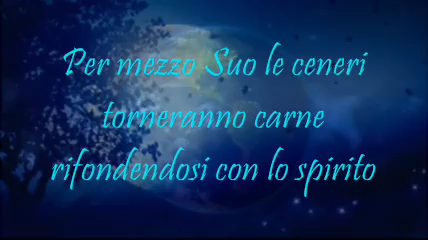 Per mezzo Suo le ceneri
torneranno carne
rifondendosi con lo spirito